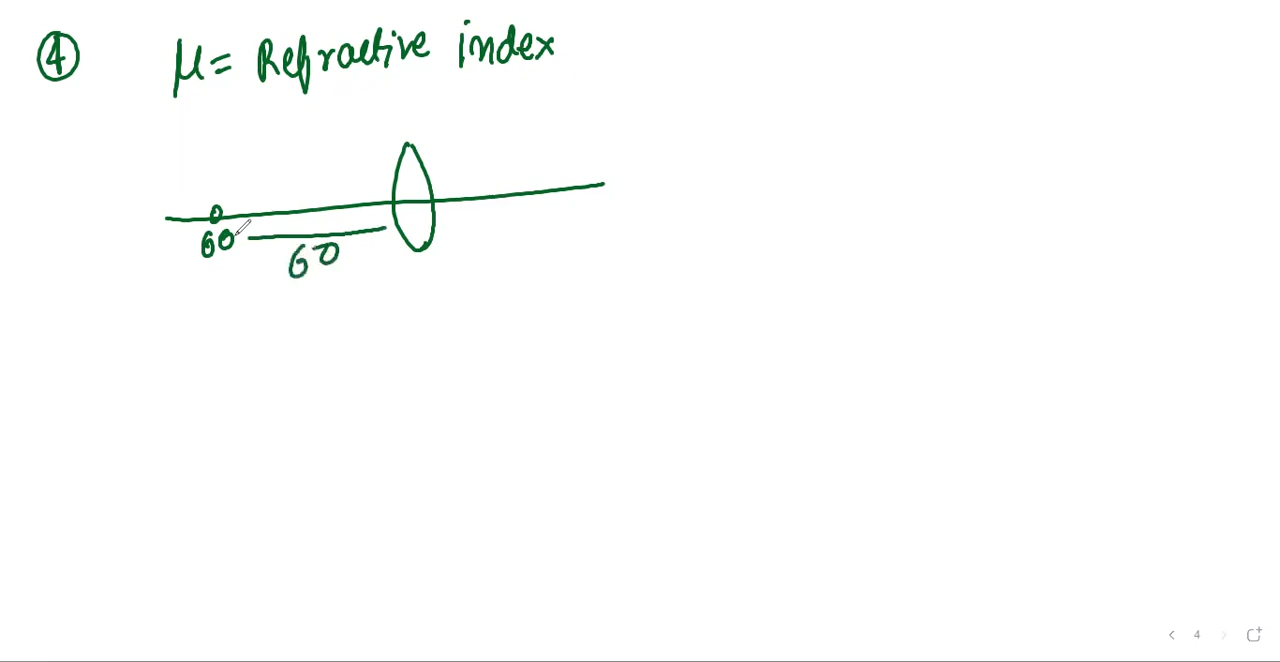 ④ μ = Refractive index
60
60
< 4 >